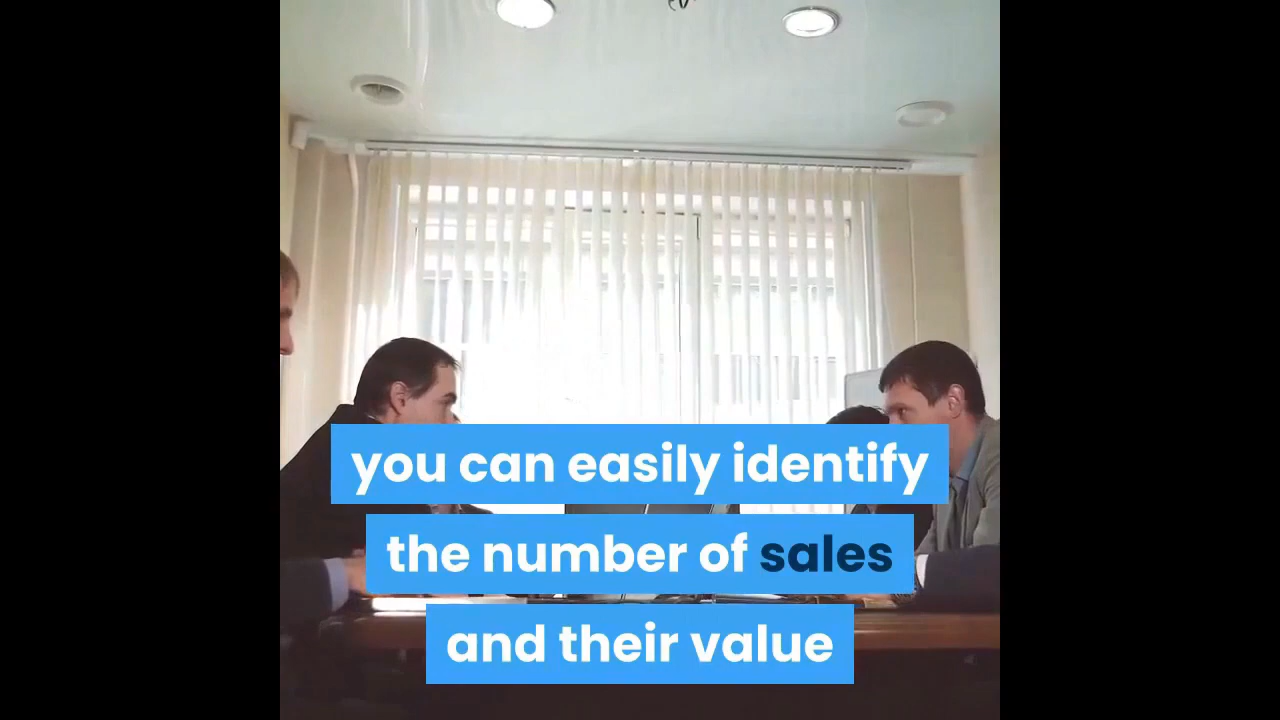 you can easily identify
the number of sales
and their value